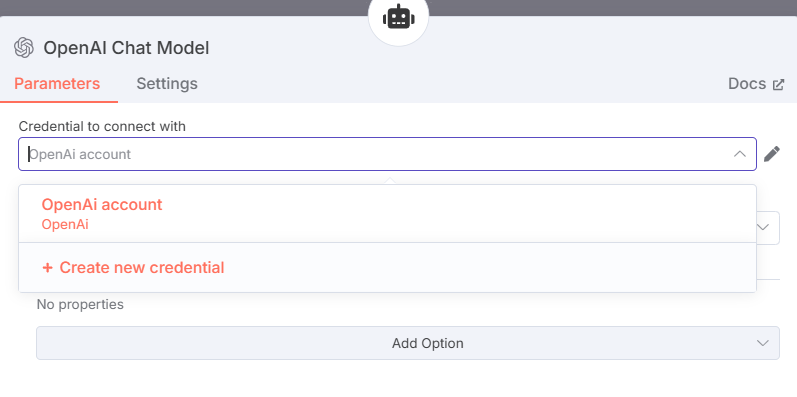 OpenAI Chat Model
Parameters Settings Docs
Credential to connect with
OpenAi account
OpenAi account
OpenAi
+ Create new credential
No properties
Add Option